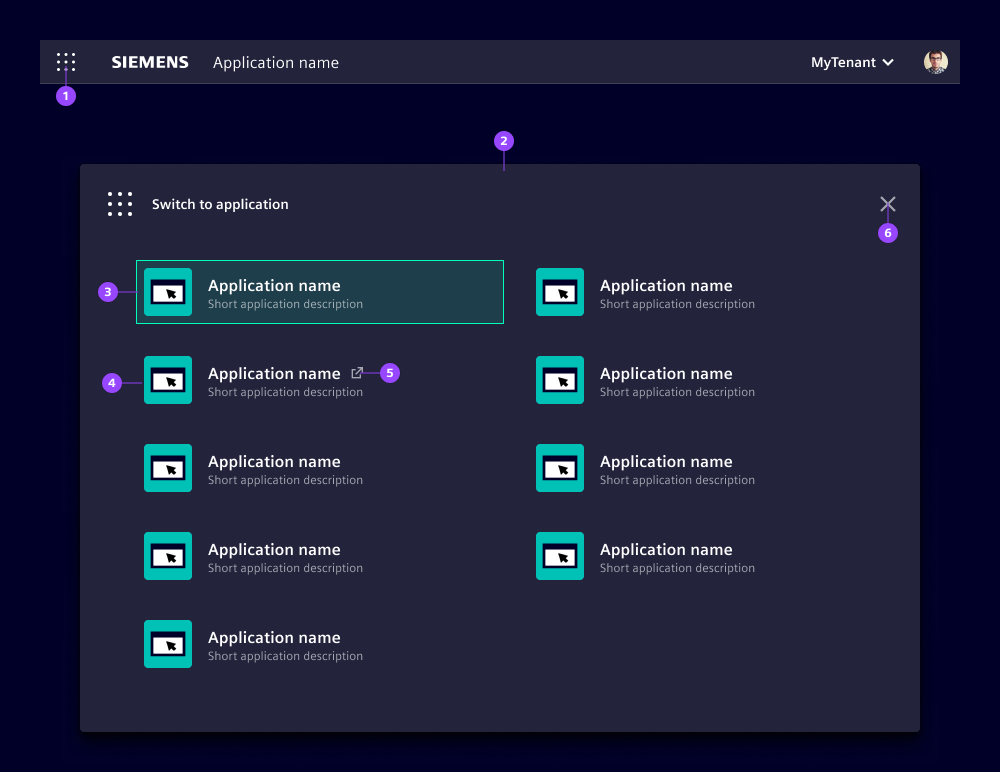 SIEMENS Application name MyTenant
1
2
Switch to application
6
3 Application name Application name
Short application description Short application description
4 Application name 5 Application name
Short application description Short application description
Application name Application name
Short application description Short application description
Application name Application name
Short application description Short application description
Application name
Short application description